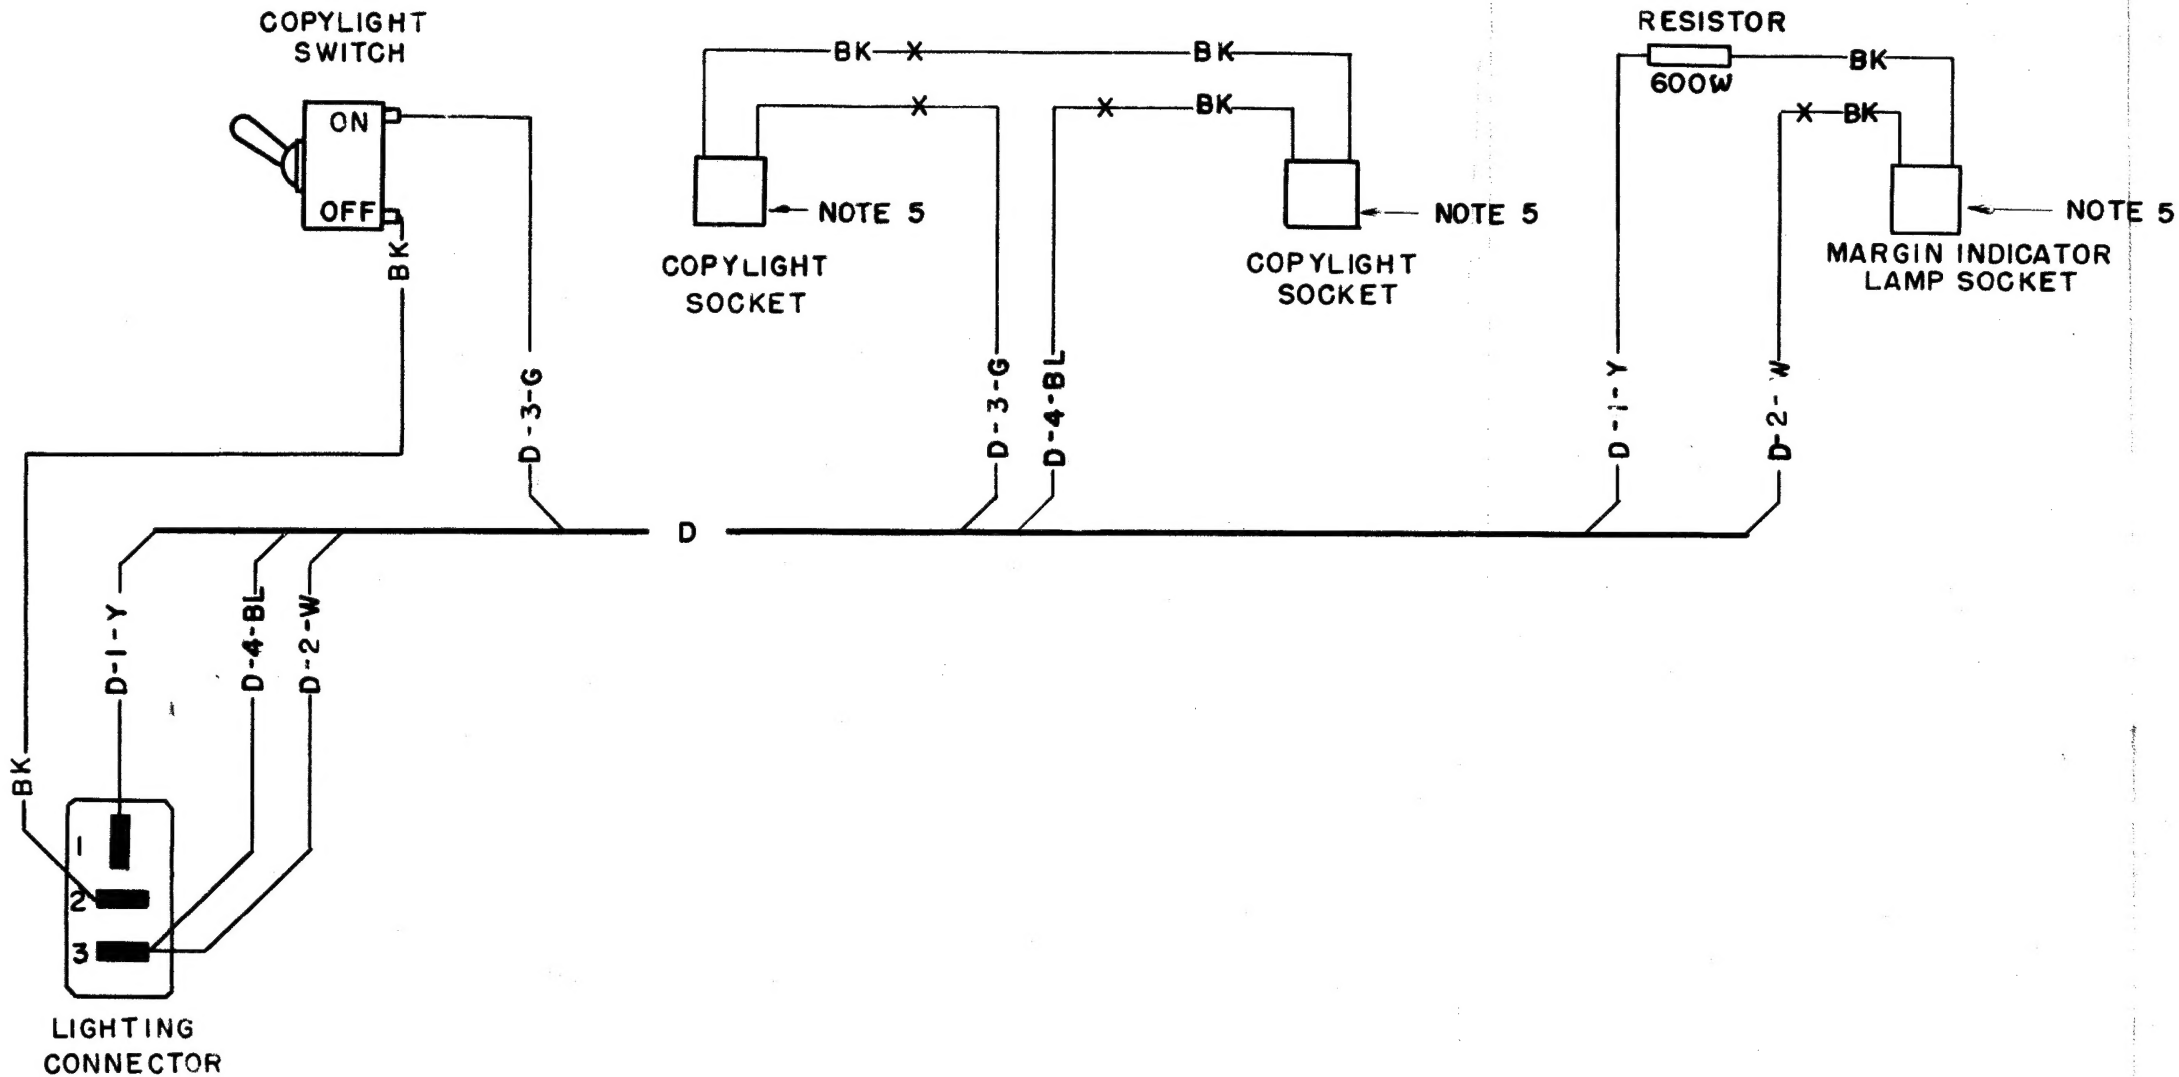 COPYLIGHT
SWITCH
ON
OFF
BK
BK X BK
X
X BK
NOTE 5
COPYLIGHT
SOCKET
NOTE 5
COPYLIGHT
SOCKET
RESISTOR
600W
BK
X BK
NOTE 5
MARGIN INDICATOR
LAMP SOCKET
D-3-G
D-3-G
D-4-BL
D-1-Y
D-2-W
D
D-1-Y
D-4-BL
D-2-W
BK
1
2
3
LIGHTING
CONNECTOR